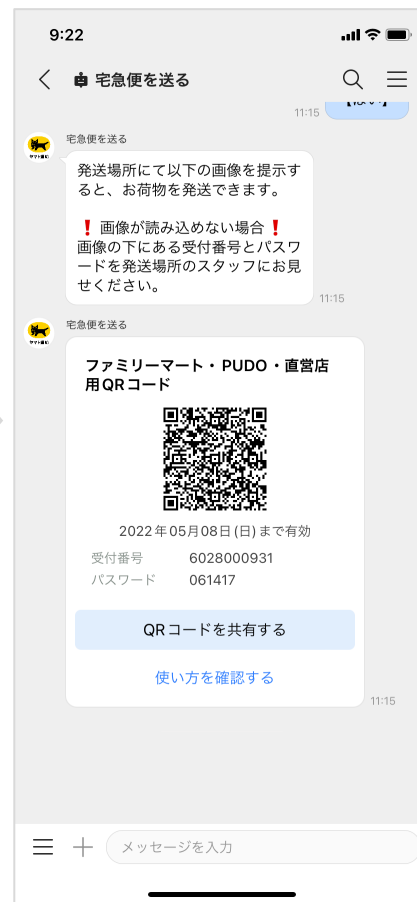 9:22
宅急便を送る
11:15
宅急便を送る
発送場所にて以下の画像を提示す
ると、お荷物を発送できます。
❗画像が読み込めない場合❗
画像の下にある受付番号とパスワ
ードを発送場所のスタッフにお見
せください。
11:15
宅急便を送る
ファミリーマート・PUDO・直営店
用QRコード
2022年05月08日(日)まで有効
受付番号 6028000931
パスワード 061417
QRコードを共有する
使い方を確認する
11:15
メッセージを入力